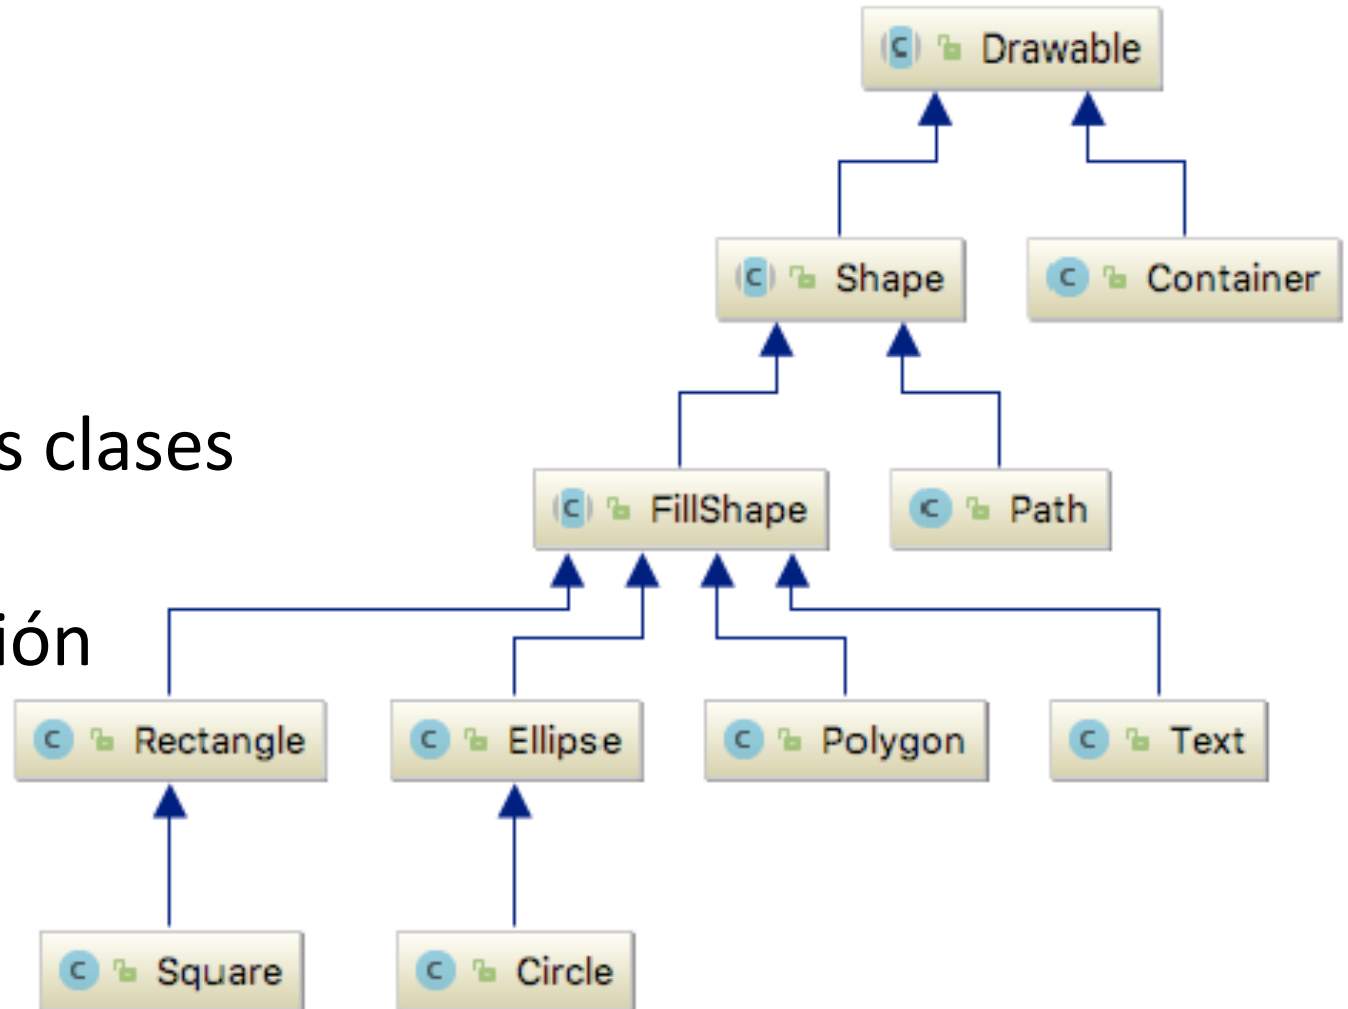 Drawable
Shape
Container
s clases
FillShape
Path
ión
Rectangle
Ellipse
Polygon
Text
Square
Circle